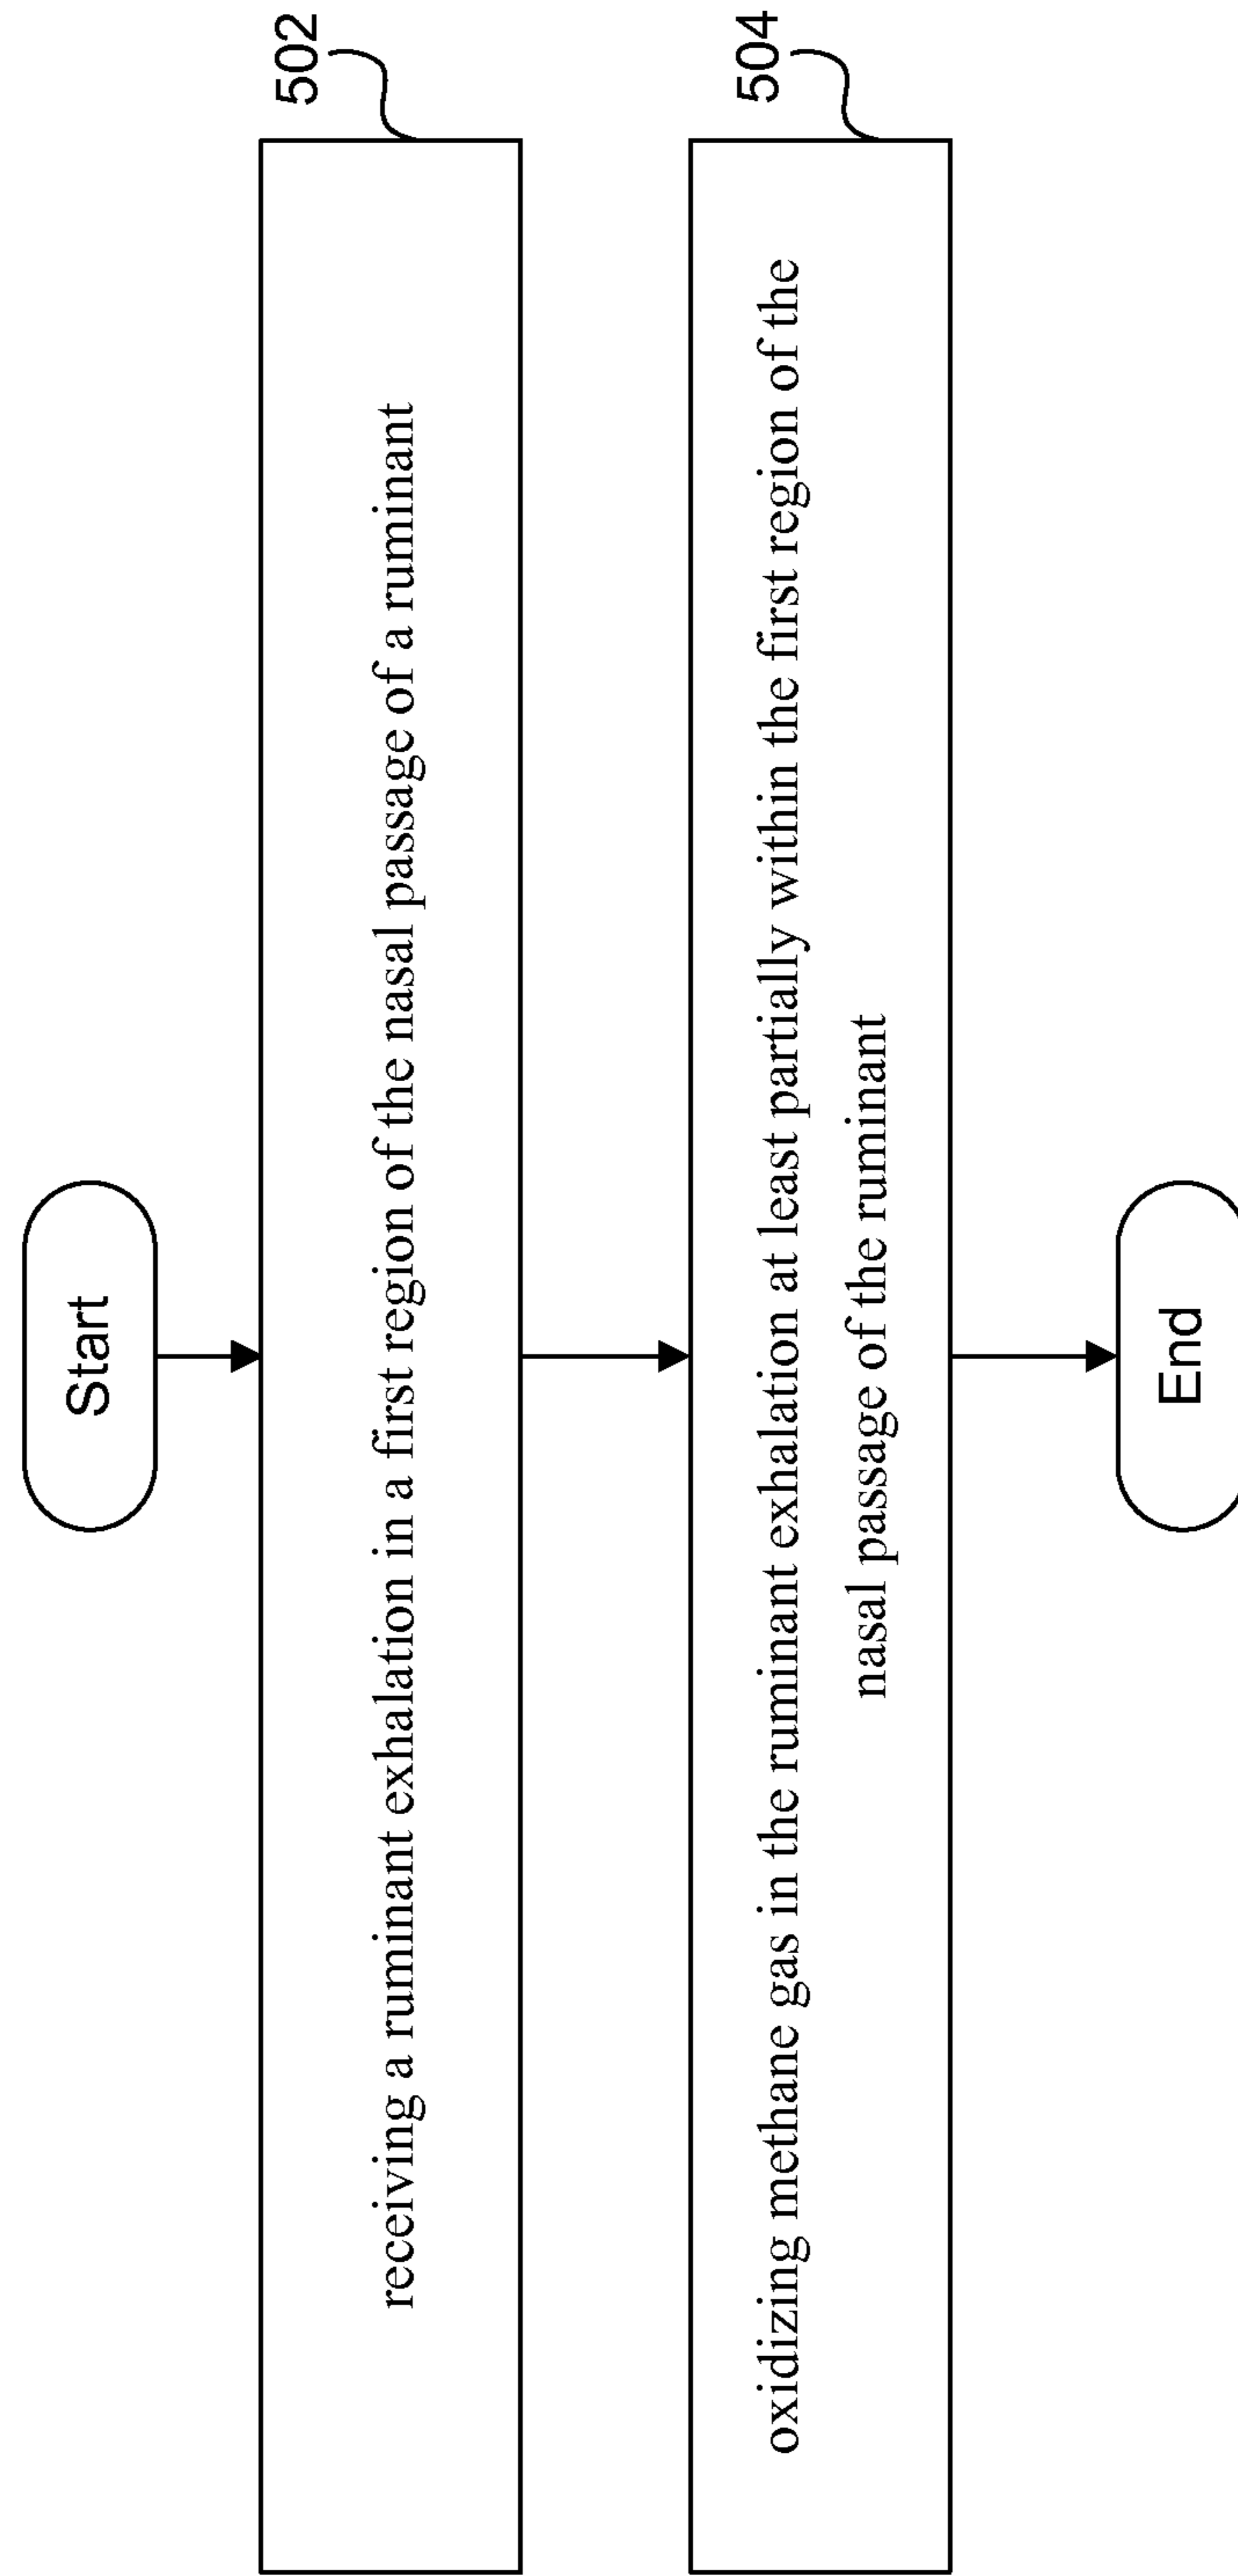 Start
502
receiving a ruminant exhalation in a first region of the nasal passage of a ruminant
504
oxidizing methane gas in the ruminant exhalation at least partially within the first region of the
nasal passage of the ruminant
End